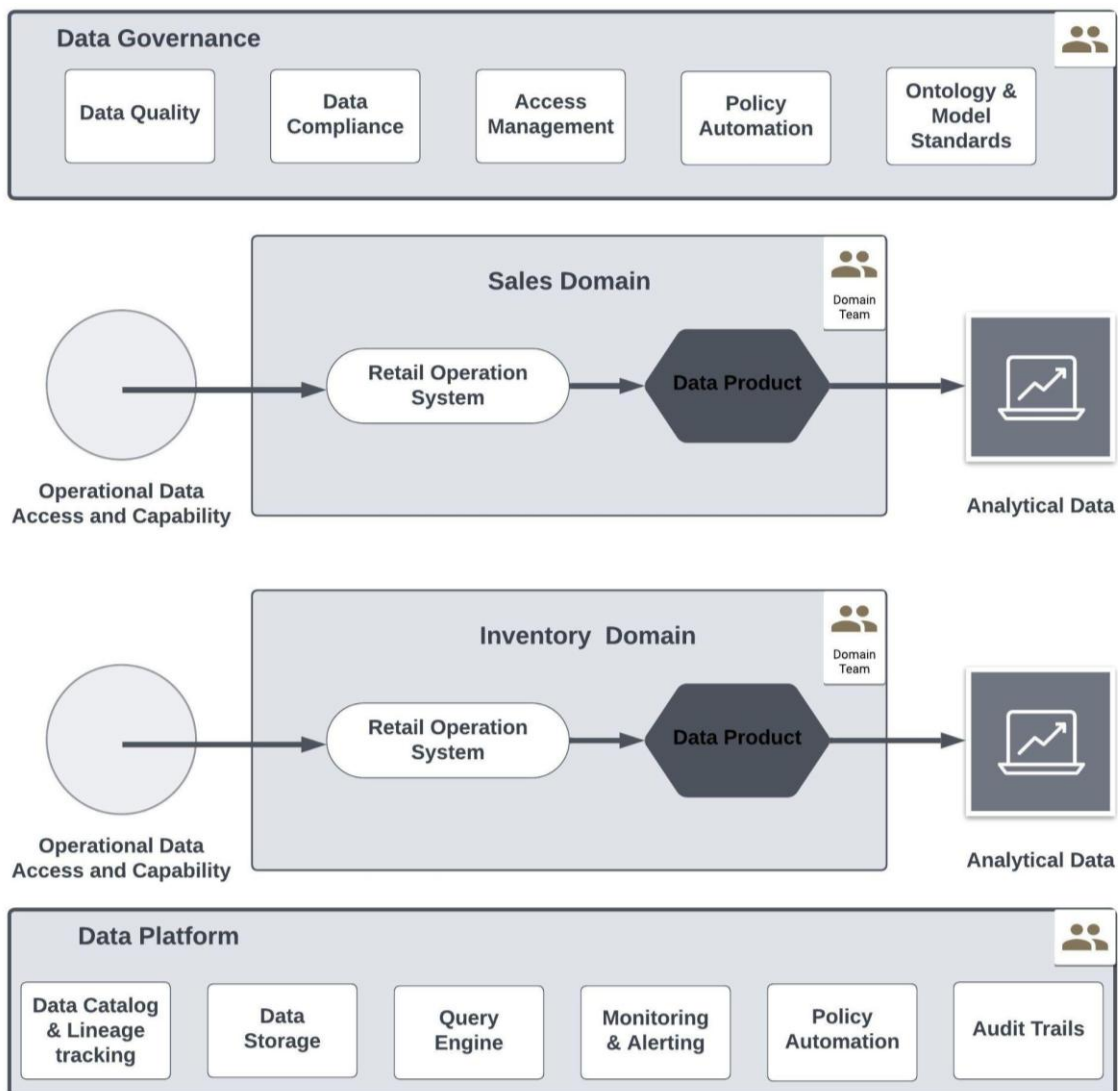 Data Governance
Data Quality
Data
Compliance
Access
Management
Policy
Automation
Ontology &
Model
Standards
Sales Domain
Domain
Team
Retail Operation
System
Data Product
Operational Data
Access and Capability
Analytical Data
Inventory Domain
Domain
Team
Retail Operation
System
Data Product
Operational Data
Access and Capability
Analytical Data
Data Platform
Data Catalog
& Lineage
tracking
Data
Storage
Query
Engine
Monitoring
& Alerting
Policy
Automation
Audit Trails